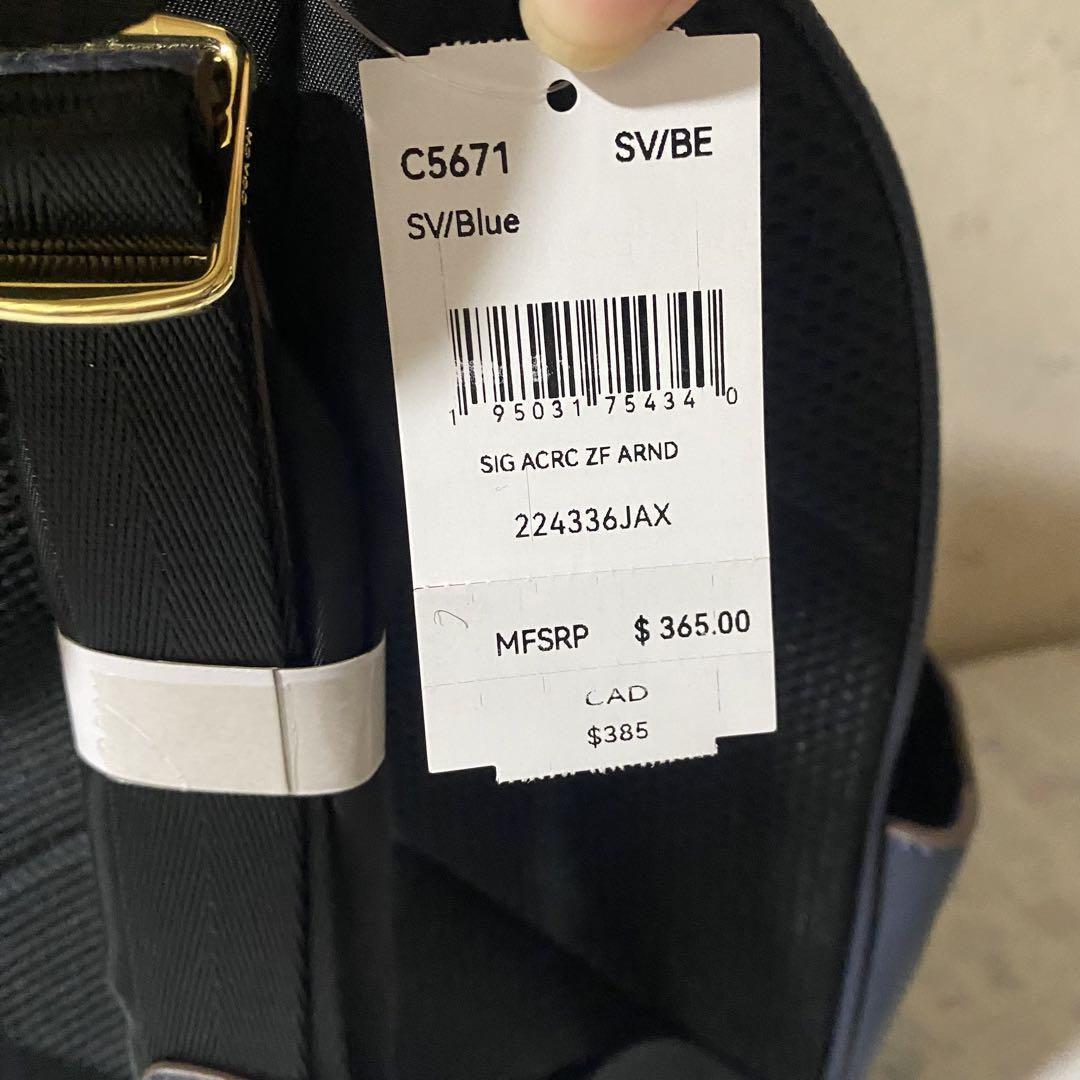 C5671 SV/BE
SV/Blue
1 95031 75434 0
SIG ACRC ZF ARND
224336JAX
MFSRP $ 365.00
CAD
$385